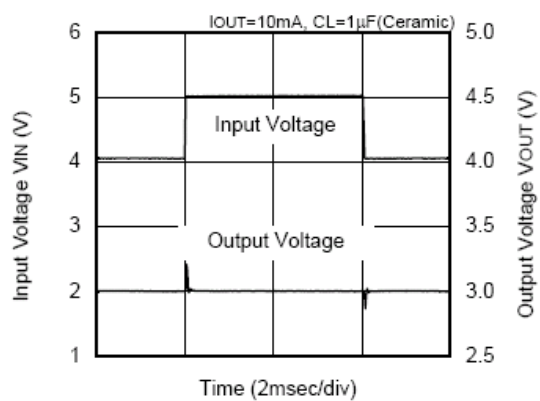 IOUT=10mA, CL=1μF(Ceramic)
6
5
4
3
2
1
5.0
4.5
4.0
3.5
3.0
2.5
Input Voltage VIN (V)
Output Voltage VOUT (V)
Input Voltage
Output Voltage
Time (2msec/div)